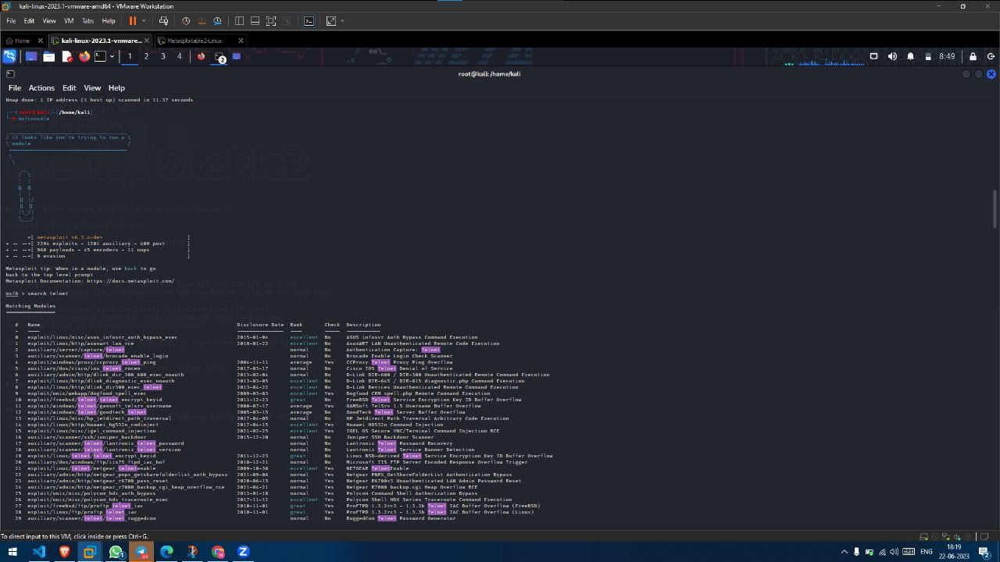 kali-linux-2023.1-vmware-amd64 - VMware Workstation
File Edit View VM Tabs Help
Home kali-linux-2023.1-vmware... Metasploitable2-Linux
1 2 3 4 2 8:49
root@kali: /home/kali
File Actions Edit View Help
Nmap done: 1 IP address (1 host up) scanned in 11.37 seconds
(root@kali)-[/home/kali]
# msfconsole
/ it looks like you're trying to run a \
\ module /
=[ metasploit v6.3.4-dev ]
+ -- --=[ 2294 exploits - 1201 auxiliary - 409 post ]
+ -- --=[ 968 payloads - 45 encoders - 11 nops ]
+ -- --=[ 9 evasion ]
Metasploit tip: When in a module, use back to go
back to the top level prompt
Metasploit Documentation: https://docs.metasploit.com/
msf6 > search telnet
Matching Modules
================
# Name Disclosure Date Rank Check Description
- ---- --------------- ---- ----- -----------
0 exploit/linux/misc/asus_infosvr_auth_bypass_exec 2015-01-04 excellent No ASUS infosvr Auth Bypass Command Execution
1 exploit/linux/http/asuswrt_lan_rce 2018-01-22 excellent No AsusWRT LAN Unauthenticated Remote Code Execution
2 auxiliary/server/capture/telnet normal No Authentication Capture: Telnet
3 auxiliary/scanner/telnet/brocade_enable_login normal No Brocade Enable Login Check Scanner
4 exploit/windows/proxy/ccproxy_telnet_ping 2004-11-11 average Yes CCProxy Telnet Proxy Ping Overflow
5 auxiliary/dos/cisco/ios_telnet_rocem 2017-03-17 normal No Cisco IOS Telnet Denial of Service
6 auxiliary/admin/http/dlink_dir_300_600_exec_noauth 2013-02-04 normal No D-Link DIR-600 / DIR-300 Unauthenticated Remote Command Execution
7 exploit/linux/http/dlink_diagnostic_exec_noauth 2013-03-05 excellent No D-Link DIR-645 / DIR-815 diagnostic.php Command Execution
8 exploit/linux/http/dlink_dir300_exec_telnet 2013-04-22 excellent No D-Link Devices Unauthenticated Remote Command Execution
9 exploit/unix/webapp/dogfood_spell_exec 2009-03-03 excellent Yes Dogfood CRM spell.php Remote Command Execution
10 exploit/freebsd/telnet/telnet_encrypt_keyid 2011-12-23 great No FreeBSD Telnet Service Encryption Key ID Buffer Overflow
11 exploit/windows/telnet/gamsoft_telsrv_username 2000-07-17 average Yes GAMSoft TelSrv 1.5 Username Buffer Overflow
12 exploit/windows/telnet/goodtech_telnet 2005-03-15 average No GoodTech Telnet Server Buffer Overflow
13 exploit/linux/misc/hp_jetdirect_path_traversal 2017-04-05 normal No HP Jetdirect Path Traversal Arbitrary Code Execution
14 exploit/linux/http/huawei_hg532n_cmdinject 2017-04-15 excellent Yes Huawei HG532n Command Injection
15 exploit/linux/misc/igel_command_injection 2021-02-25 excellent Yes IGEL OS Secure VNC/Terminal Command Injection RCE
16 auxiliary/scanner/ssh/juniper_backdoor 2015-12-20 normal No Juniper SSH Backdoor Scanner
17 auxiliary/scanner/telnet/lantronix_telnet_password normal No Lantronix Telnet Password Recovery
18 auxiliary/scanner/telnet/lantronix_telnet_version normal No Lantronix Telnet Service Banner Detection
19 exploit/linux/telnet/telnet_encrypt_keyid 2011-12-23 great No Linux BSD-derived Telnet Service Encryption Key ID Buffer Overflow
20 auxiliary/dos/windows/ftp/iis75_ftpd_iac_bof 2010-12-21 normal No Microsoft IIS FTP Server Encoded Response Overflow Trigger
21 exploit/linux/telnet/netgear_telnetenable 2009-10-30 excellent Yes NETGEAR TelnetEnable
22 auxiliary/admin/http/netgear_pnpx_getsharefolderlist_auth_bypass 2021-09-06 normal Yes Netgear PNPX_GetShareFolderList Authentication Bypass
23 auxiliary/admin/http/netgear_r6700_pass_reset 2020-06-15 normal Yes Netgear R6700v3 Unauthenticated LAN Admin Password Reset
24 auxiliary/admin/http/netgear_r7000_backup_cgi_heap_overflow_rce 2021-04-21 normal Yes Netgear R7000 backup.cgi Heap Overflow RCE
25 exploit/unix/misc/polycom_hdx_auth_bypass 2013-01-18 normal Yes Polycom Command Shell Authorization Bypass
26 exploit/unix/misc/polycom_hdx_traceroute_exec 2017-11-12 excellent Yes Polycom Shell HDX Series Traceroute Command Execution
27 exploit/freebsd/ftp/proftp_telnet_iac 2010-11-01 great Yes ProFTPD 1.3.2rc3 - 1.3.3b Telnet IAC Buffer Overflow (FreeBSD)
28 exploit/linux/ftp/proftp_telnet_iac 2010-11-01 great Yes ProFTPD 1.3.2rc3 - 1.3.3b Telnet IAC Buffer Overflow (Linux)
29 auxiliary/scanner/telnet/telnet_ruggedcom normal No RuggedCom Telnet Password Generator
To direct input to this VM, click inside or press Ctrl+G.
ENG
18:19
22-06-2023
2